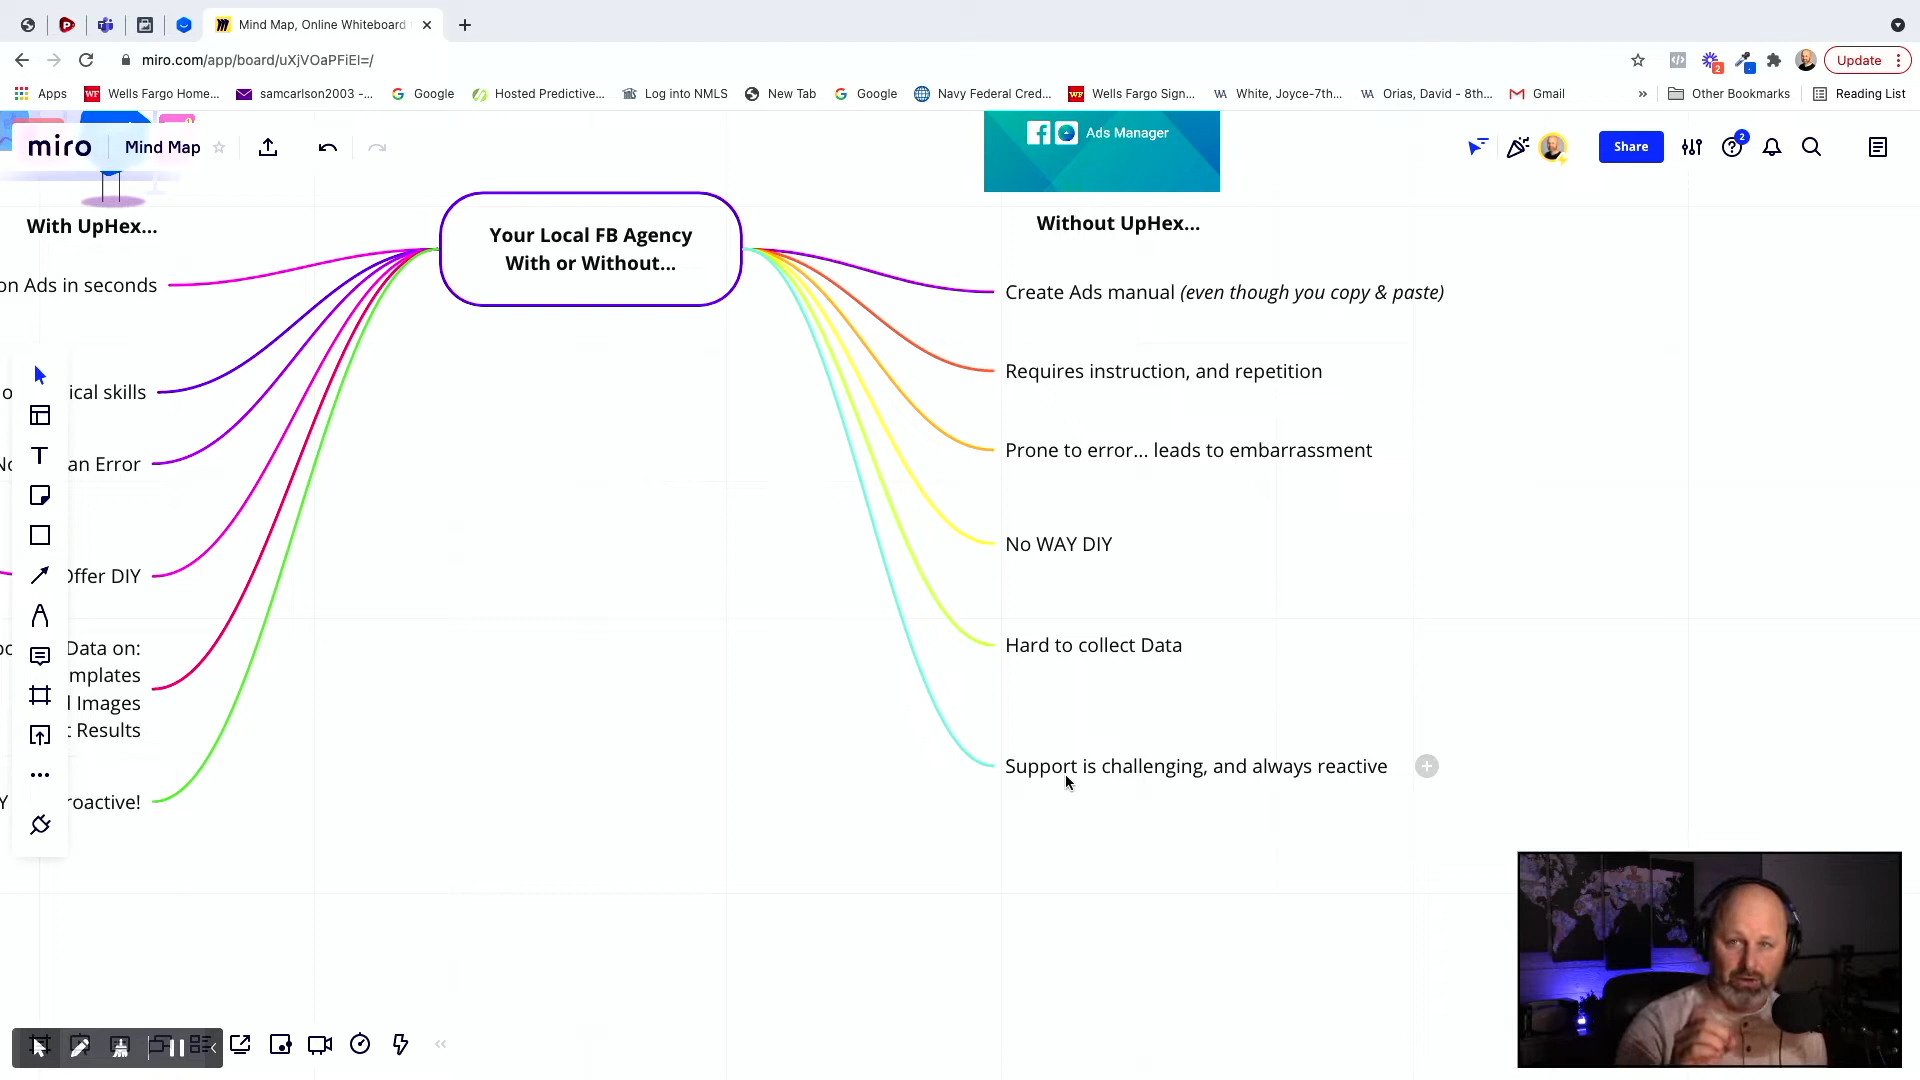 Mind Map, Online Whiteboard
miro.com/app/board/uXjVOaPFiEI=/
2
Update
Apps
Wells Fargo Home...
samcarlson2003 -...
Google
Hosted Predictive...
Log into NMLS
New Tab
Google
Navy Federal Cred...
Wells Fargo Sign...
White, Joyce-7th...
Orias, David - 8th...
Gmail
Other Bookmarks
Reading List
miro
Mind Map
Ads Manager
Share
2
With UpHex...
Your Local FB Agency
With or Without...
Without UpHex...
on Ads in seconds
Create Ads manual (even though you copy & paste)
Requires instruction, and repetition
ical skills
Prone to error... leads to embarrassment
an Error
No WAY DIY
Offer DIY
Hard to collect Data
Data on:
mplates
Images
t Results
Support is challenging, and always reactive
roactive!